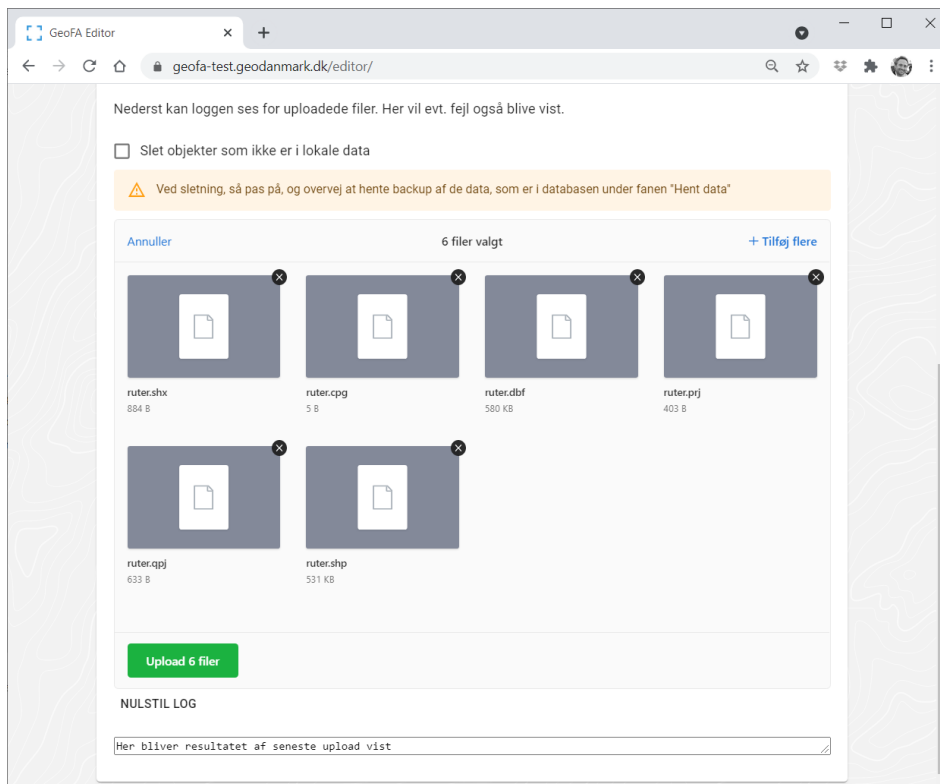 GeoFA Editor
geofa-test.geodanmark.dk/editor/
Nederst kan loggen ses for uploadede filer. Her vil evt. fejl også blive vist.
Slet objekter som ikke er i lokale data
Ved sletning, så pas på, og overvej at hente backup af de data, som er i databasen under fanen "Hent data"
Annuller 6 filer valgt + Tilføj flere
ruter.shx ruter.cpg ruter.dbf ruter.prj
884 B 5 B 580 KB 403 B
ruter.qpj ruter.shp
633 B 531 KB
Upload 6 filer
NULSTIL LOG
Her bliver resultatet af seneste upload vist